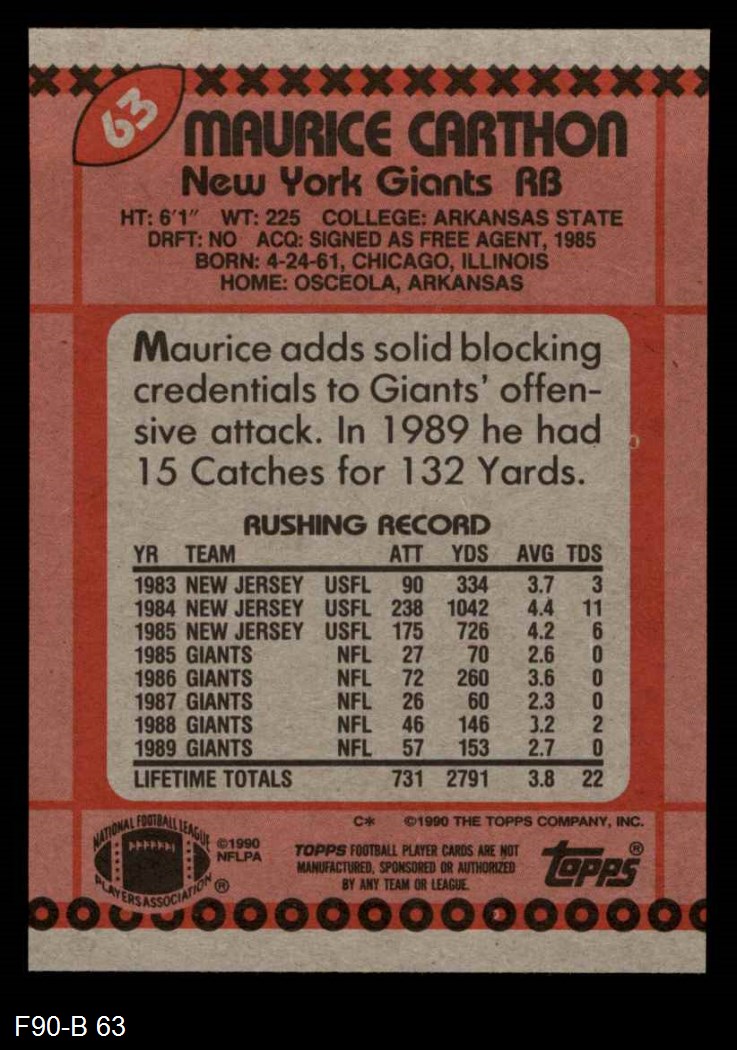 63
MAURICE CARTHON
New York Giants RB
HT: 6'1" WT: 225 COLLEGE: ARKANSAS STATE
DRFT: NO ACQ: SIGNED AS FREE AGENT, 1985
BORN: 4-24-61, CHICAGO, ILLINOIS
HOME: OSCEOLA, ARKANSAS
Maurice adds solid blocking
credentials to Giants' offen-
sive attack. In 1989 he had
15 Catches for 132 Yards.
RUSHING RECORD
YR TEAM ATT YDS AVG TDS
1983 NEW JERSEY USFL 90 334 3.7 3
1984 NEW JERSEY USFL 238 1042 4.4 11
1985 NEW JERSEY USFL 175 726 4.2 6
1985 GIANTS NFL 27 70 2.6 0
1986 GIANTS NFL 72 260 3.6 0
1987 GIANTS NFL 26 60 2.3 0
1988 GIANTS NFL 46 146 3.2 2
1989 GIANTS NFL 57 153 2.7 0
LIFETIME TOTALS 731 2791 3.8 22
C* ©1990 THE TOPPS COMPANY, INC.
NATIONAL FOOTBALL LEAGUE
PLAYERS ASSOCIATION ®
©1990
NFLPA
TOPPS FOOTBALL PLAYER CARDS ARE NOT
MANUFACTURED, SPONSORED OR AUTHORIZED
BY ANY TEAM OR LEAGUE.
topps®
F90-B 63